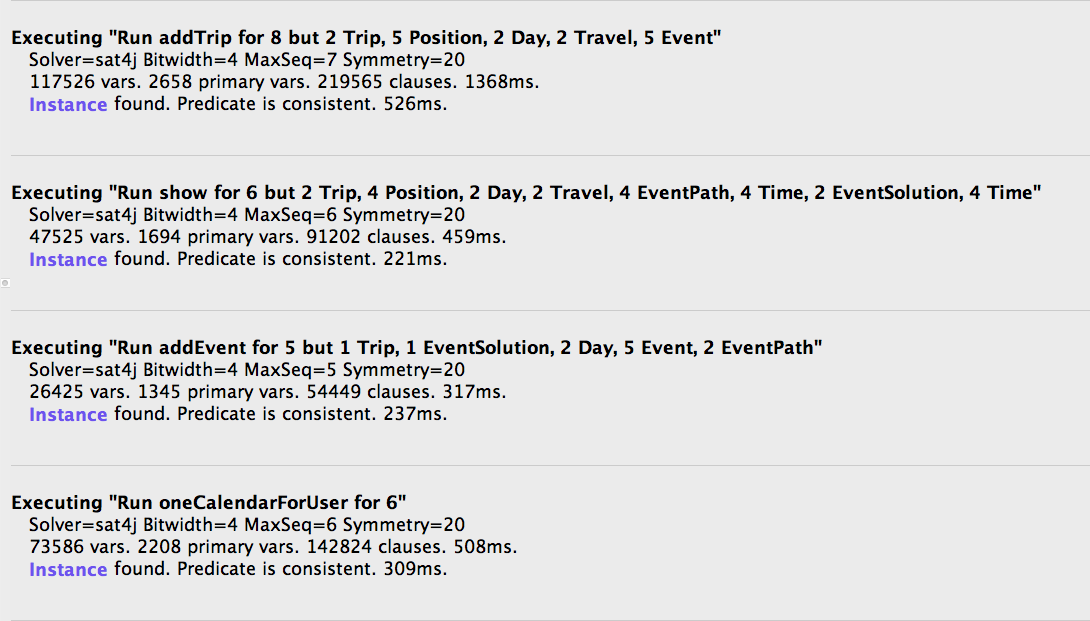 Executing "Run addTrip for 8 but 2 Trip, 5 Position, 2 Day, 2 Travel, 5 Event"
Solver=sat4j Bitwidth=4 MaxSeq=7 Symmetry=20
117526 vars. 2658 primary vars. 219565 clauses. 1368ms.
Instance found. Predicate is consistent. 526ms.
Executing "Run show for 6 but 2 Trip, 4 Position, 2 Day, 2 Travel, 4 EventPath, 4 Time, 2 EventSolution, 4 Time"
Solver=sat4j Bitwidth=4 MaxSeq=6 Symmetry=20
47525 vars. 1694 primary vars. 91202 clauses. 459ms.
Instance found. Predicate is consistent. 221ms.
Executing "Run addEvent for 5 but 1 Trip, 1 EventSolution, 2 Day, 5 Event, 2 EventPath"
Solver=sat4j Bitwidth=4 MaxSeq=5 Symmetry=20
26425 vars. 1345 primary vars. 54449 clauses. 317ms.
Instance found. Predicate is consistent. 237ms.
Executing "Run oneCalendarForUser for 6"
Solver=sat4j Bitwidth=4 MaxSeq=6 Symmetry=20
73586 vars. 2208 primary vars. 142824 clauses. 508ms.
Instance found. Predicate is consistent. 309ms.